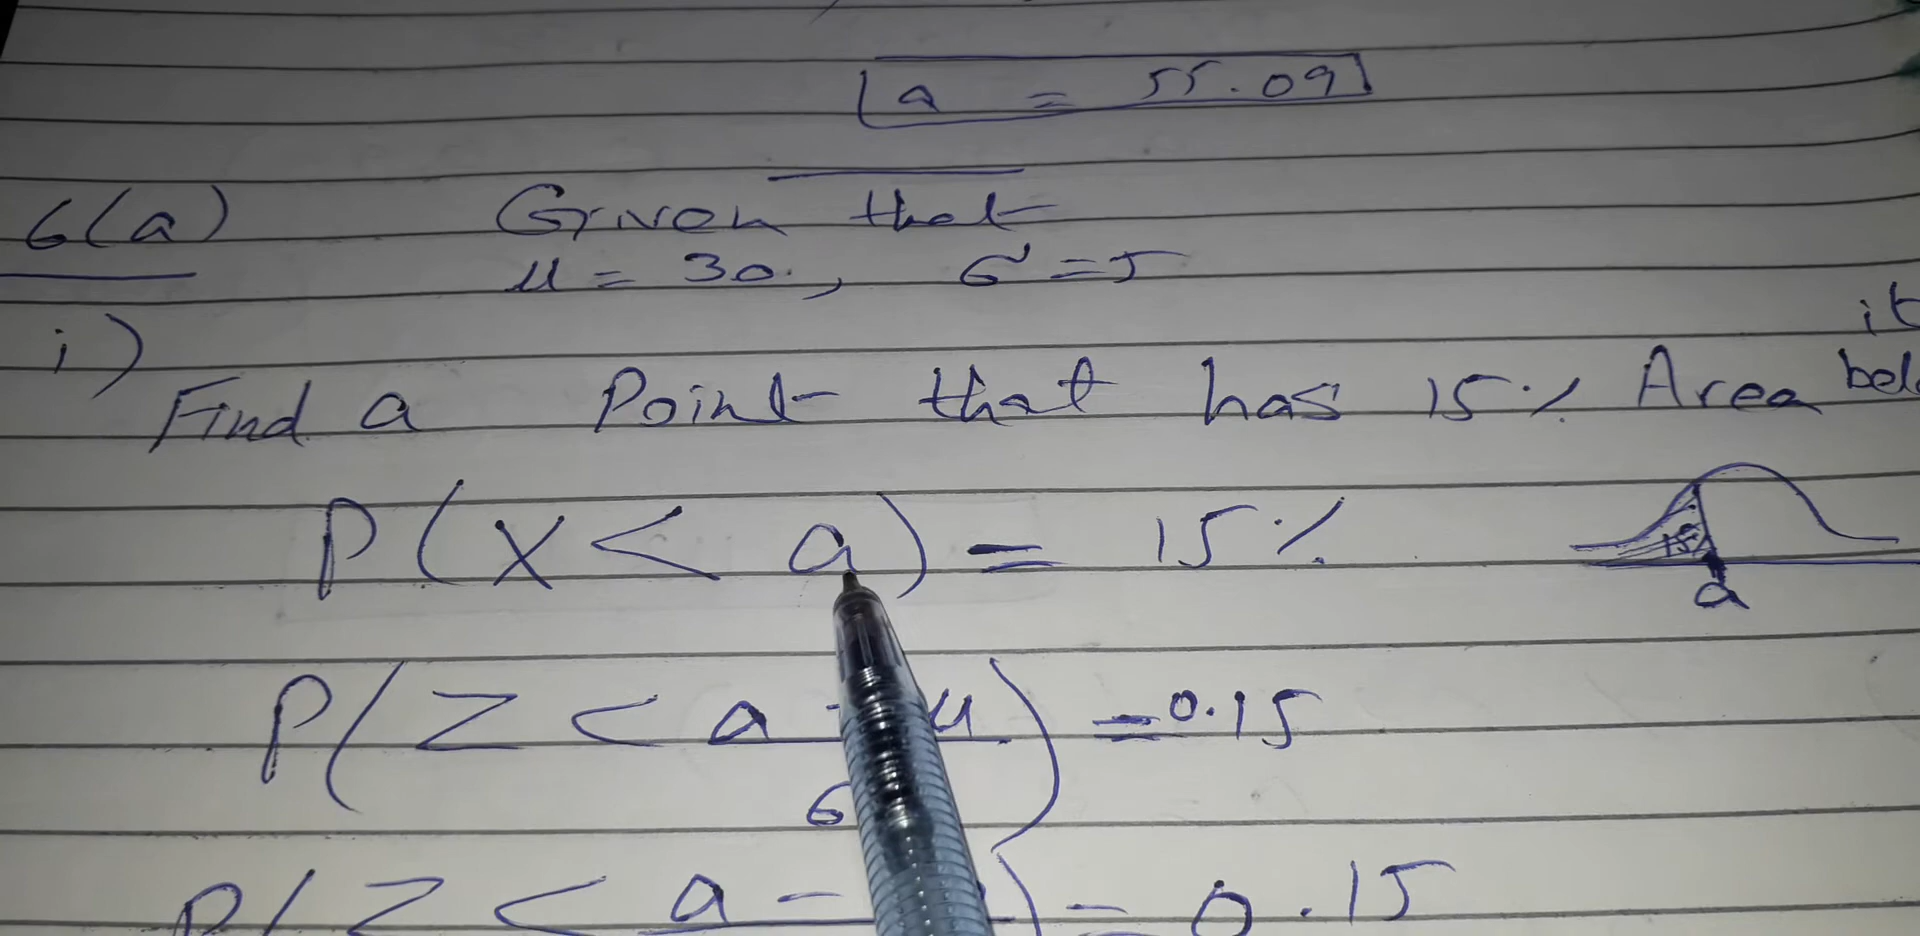 a = 55.09
6(a) Given that
μ = 30, σ = 5
i) it
Find a Point that has 15% Area
P(X < a) = 15%
15%
a
P(Z < a - μ) = 0.15
σ
P(Z < a - ) = 0.15